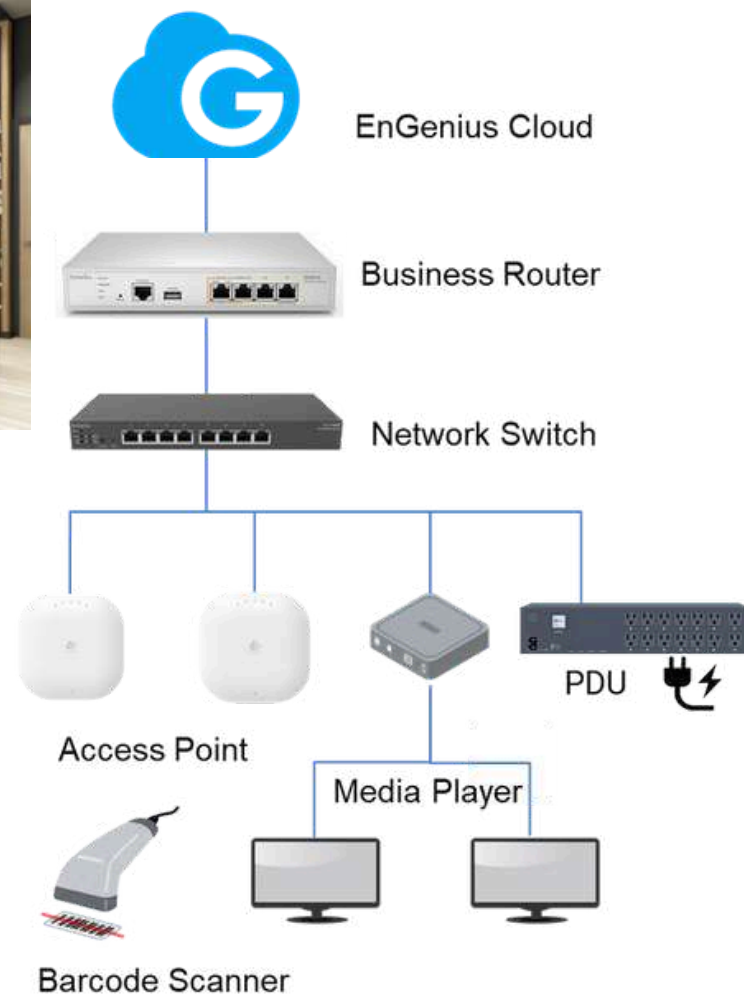 G
EnGenius Cloud
Business Router
Network Switch
PDU
Access Point
Media Player
Barcode Scanner